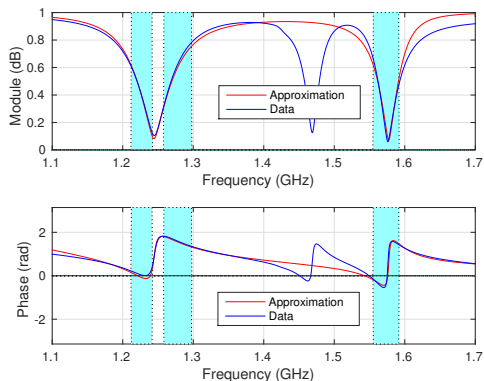 1
0.8
0.6
0.4
0.2
0
Module (dB)
Approximation
Data
1.1 1.2 1.3 1.4 1.5 1.6 1.7
Frequency (GHz)
2
0
-2
Phase (rad)
Approximation
Data
1.1 1.2 1.3 1.4 1.5 1.6 1.7
Frequency (GHz)